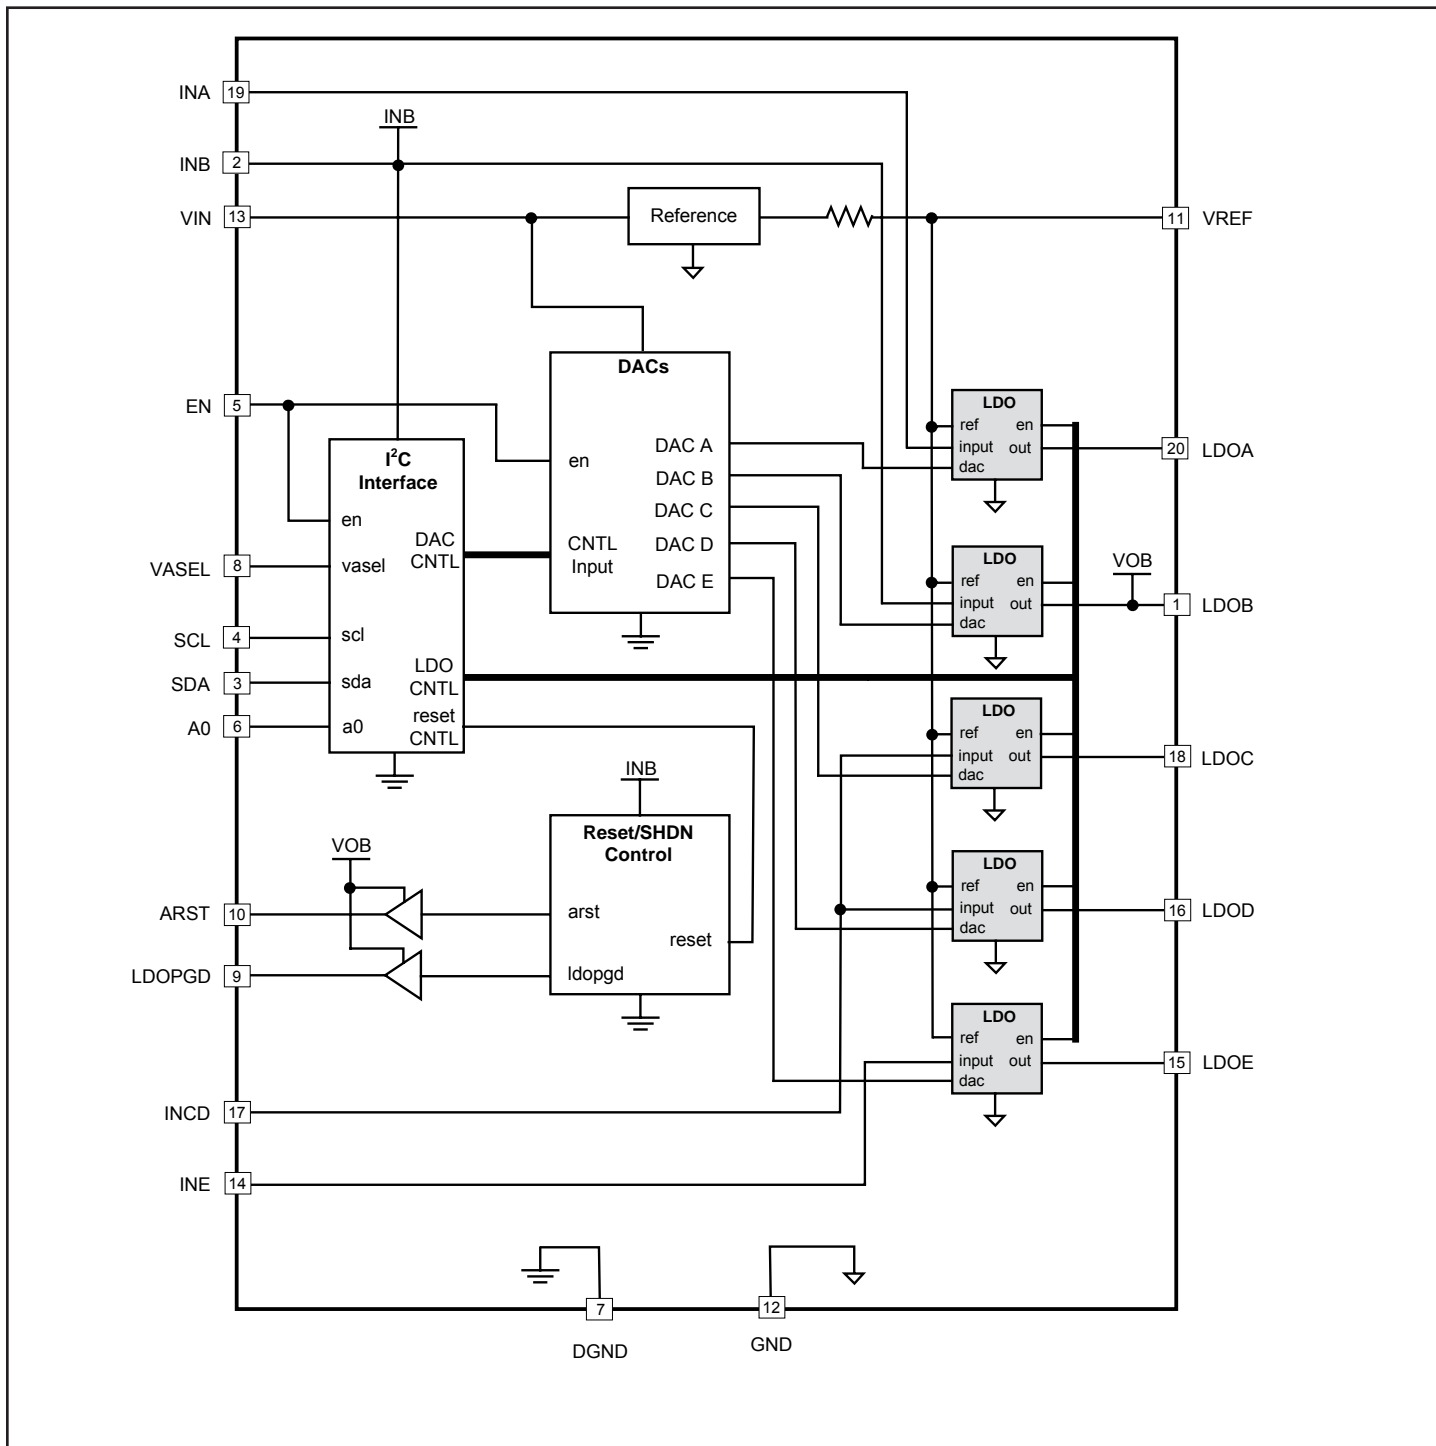 INA 19
INB
INB 2
VIN 13
Reference
11 VREF
EN 5
DACs
en
DAC A
DAC B
DAC C
DAC D
DAC E
CNTL
Input
I²C
Interface
en
vasel
scl
sda
a0
DAC
CNTL
LDO
CNTL
reset
CNTL
VASEL 8
SCL 4
SDA 3
A0 6
LDO
ref en
input out
dac
20 LDOA
LDO
ref en
input out
dac
VOB
1 LDOB
LDO
ref en
input out
dac
18 LDOC
LDO
ref en
input out
dac
16 LDOD
LDO
ref en
input out
dac
15 LDOE
INB
Reset/SHDN
Control
arst
reset
ldopgd
VOB
ARST 10
LDOPGD 9
INCD 17
INE 14
7
DGND
12
GND